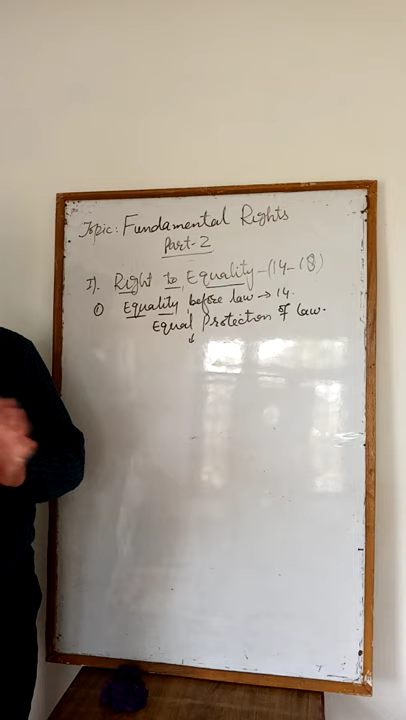 Topic: Fundamental Rights
Part-2
I). Right to Equality-(14-18)
① Equality before law → 14.
Equal Protection of law.
↓